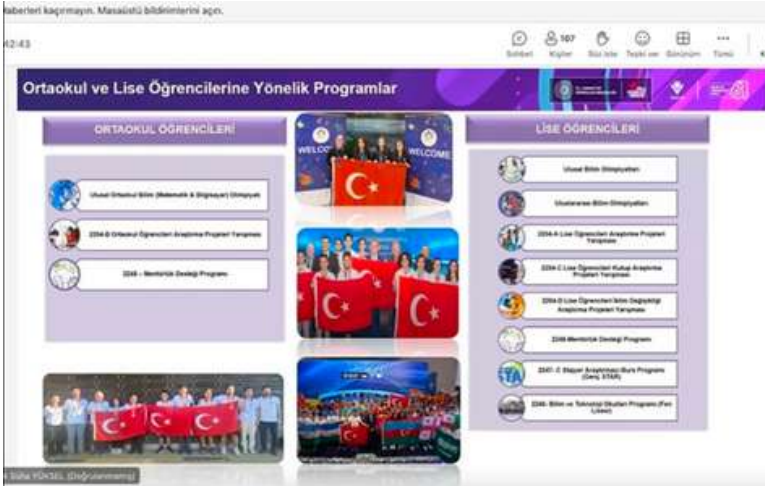 Haberleri kaçırmayın. Masaüstü bildirimlerini açın.
42:43
107
Sohbet Kişiler Söz iste Tepki ver Görünüm Tümü
Ortaokul ve Lise Öğrencilerine Yönelik Programlar
ORTAOKUL ÖĞRENCİLERİ
Ulusal Ortaokul Bilim (Matematik & Bilgisayar) Olimpiyatı
2204-B Ortaokul Öğrencileri Araştırma Projeleri Yarışması
2248 – Mentörlük Desteği Programı
WELCOME
WELCOME
LİSE ÖĞRENCİLERİ
Ulusal Bilim Olimpiyatları
Uluslararası Bilim Olimpiyatları
2204-A Lise Öğrencileri Araştırma Projeleri
Yarışması
2204-C Lise Öğrencileri Kutup Araştırma
Projeleri Yarışması
2204-D Lise Öğrencileri İklim Değişikliği
Araştırma Projeleri Yarışması
2248-Mentörlük Desteği Programı
2247- C Stajyer Araştırmacı Burs Programı
(Genç STAR)
TA
Bilim ve Teknoloji Okulları Programı (Fen
Lisesi)
YÜKSEL (Doğrulanmamış)